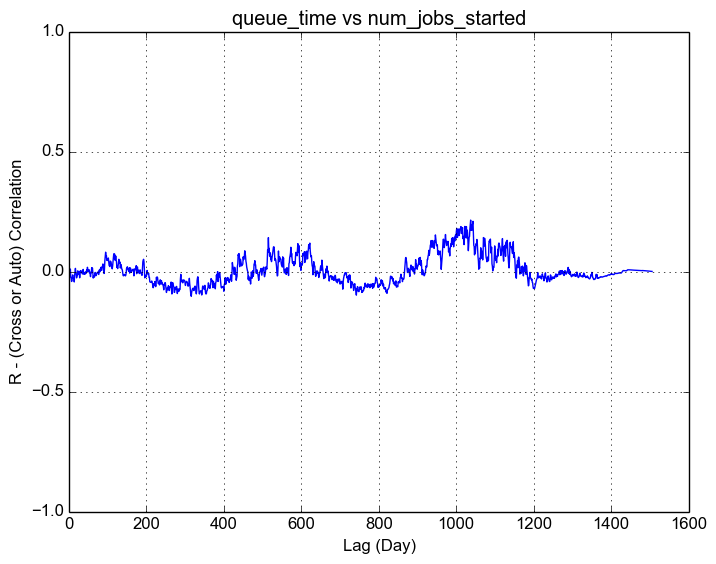 queue_time vs num_jobs_started
R - (Cross or Auto) Correlation
1.0
0.5
0.0
−0.5
−1.0
0 200 400 600 800 1000 1200 1400 1600
Lag (Day)